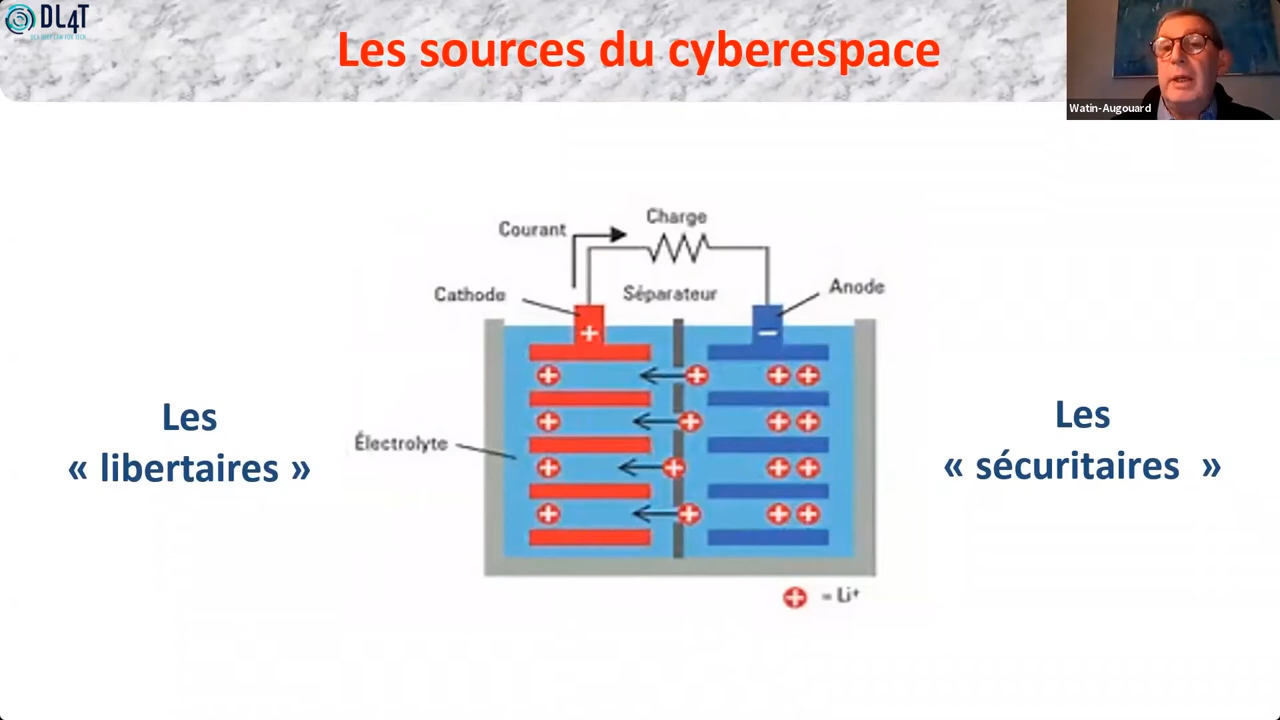 DL4T
Les sources du cyberespace
Watin-Augouard
Charge
Courant
Cathode
Séparateur
Anode
+
−
Électrolyte
Les
« libertaires »
Les
« sécuritaires »
+ = Li⁺